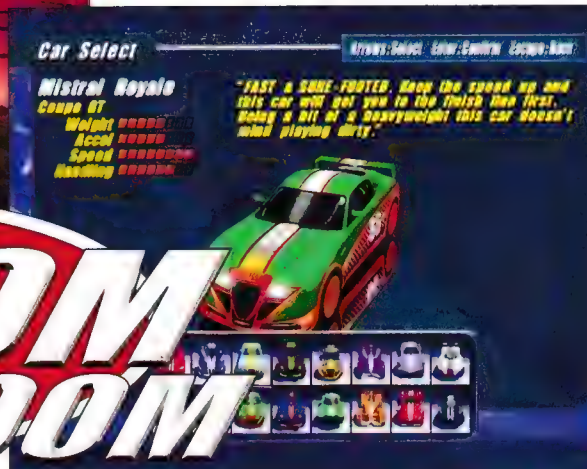 Car Select
Arrows:Select Enter:Confirm Escape:Back
Mistral Royale
Coupe GT
Weight
Accel
Speed
Handling
"FAST & SURE-FOOTED. Keep the speed up and
this car will get you to the finish line first.
Being a bit of a heavyweight this car doesn't
mind playing dirty."
OM
OOM